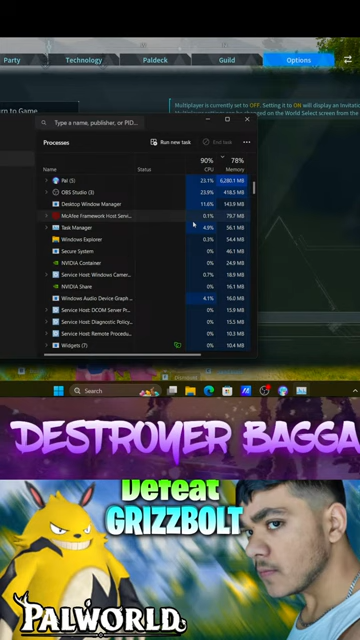 Party Technology Paldeck Guild Options
rn to Game
Multiplayer is currently set to OFF. Setting it to ON will display an Invitation
Type a name, publisher, or PID...
Processes
Run new task
End task
90% 78%
Name Status CPU Memory
Pal (5) 23.1% 6,280.1 MB
OBS Studio (3) 23.9% 418.5 MB
Desktop Window Manager 11.6% 143.9 MB
McAfee Framework Host Servi... 0.1% 79.7 MB
Task Manager 4.9% 56.1 MB
Windows Explorer 0.3% 54.4 MB
Secure System 0% 46.1 MB
NVIDIA Container 0% 24.9 MB
Service Host: Windows Camer... 0.7% 18.9 MB
NVIDIA Share 0% 16.1 MB
Windows Audio Device Graph ... 4.1% 16.0 MB
Service Host: DCOM Server Pr... 0% 15.9 MB
Service Host: Diagnostic Policy... 0% 15.5 MB
Service Host: Remote Procedure... 0% 13.3 MB
Widgets (7) 0% 10.4 MB
Search
DESTROYER BAGGA
Defeat
GRIZZBOLT
PALWORLD